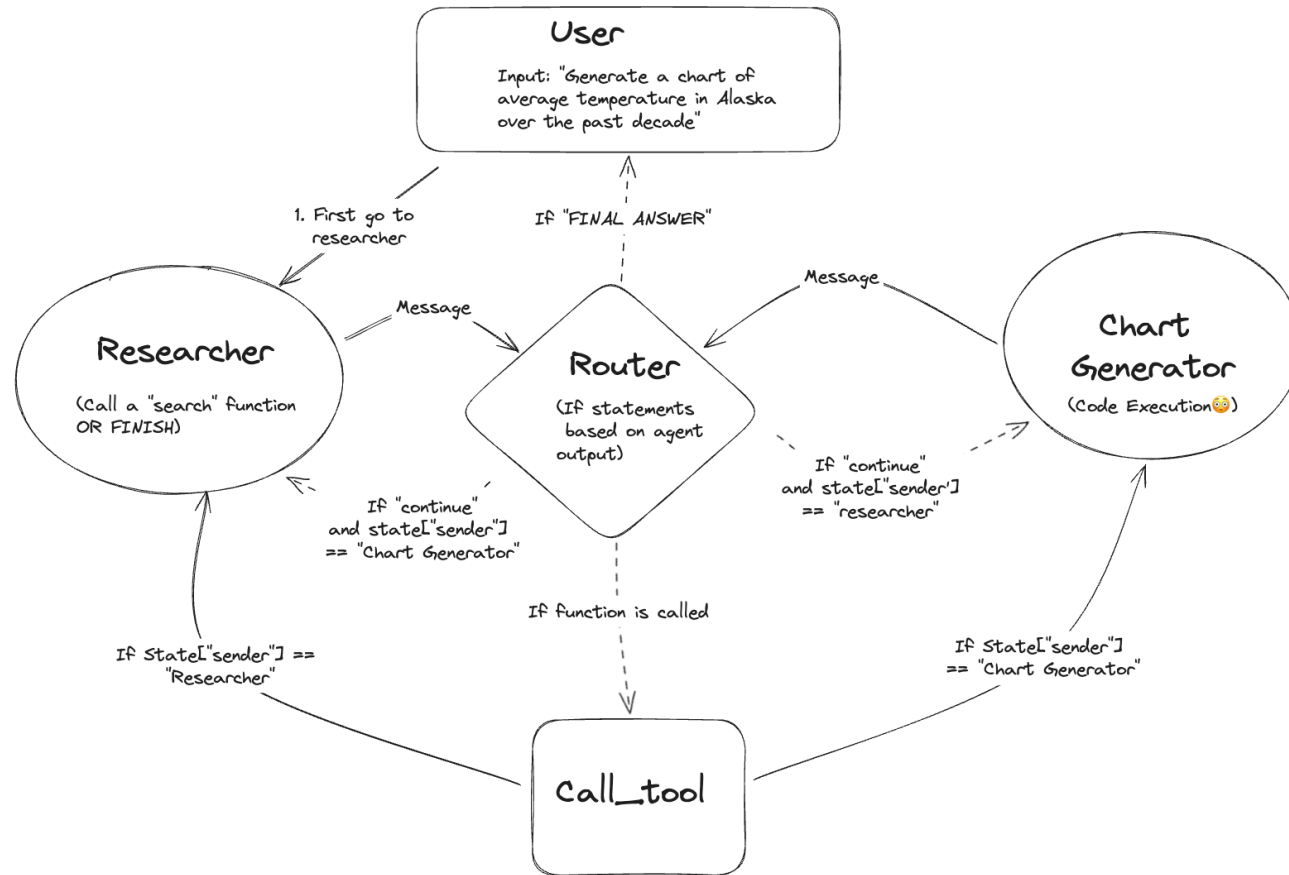 User
Input: "Generate a chart of
average temperature in Alaska
over the past decade"
1. First go to
researcher
If "FINAL ANSWER"
Message
Message
Researcher
(Call a "search" function
OR FINISH)
Router
(If statements
based on agent
output)
Chart
Generator
(Code Execution😳)
If "continue"
and state["sender"]
== "Chart Generator"
If "continue"
and state["sender']
== "researcher"
If function is called
If State["sender"] ==
"Researcher"
If State["sender"]
== "Chart Generator"
Call_tool